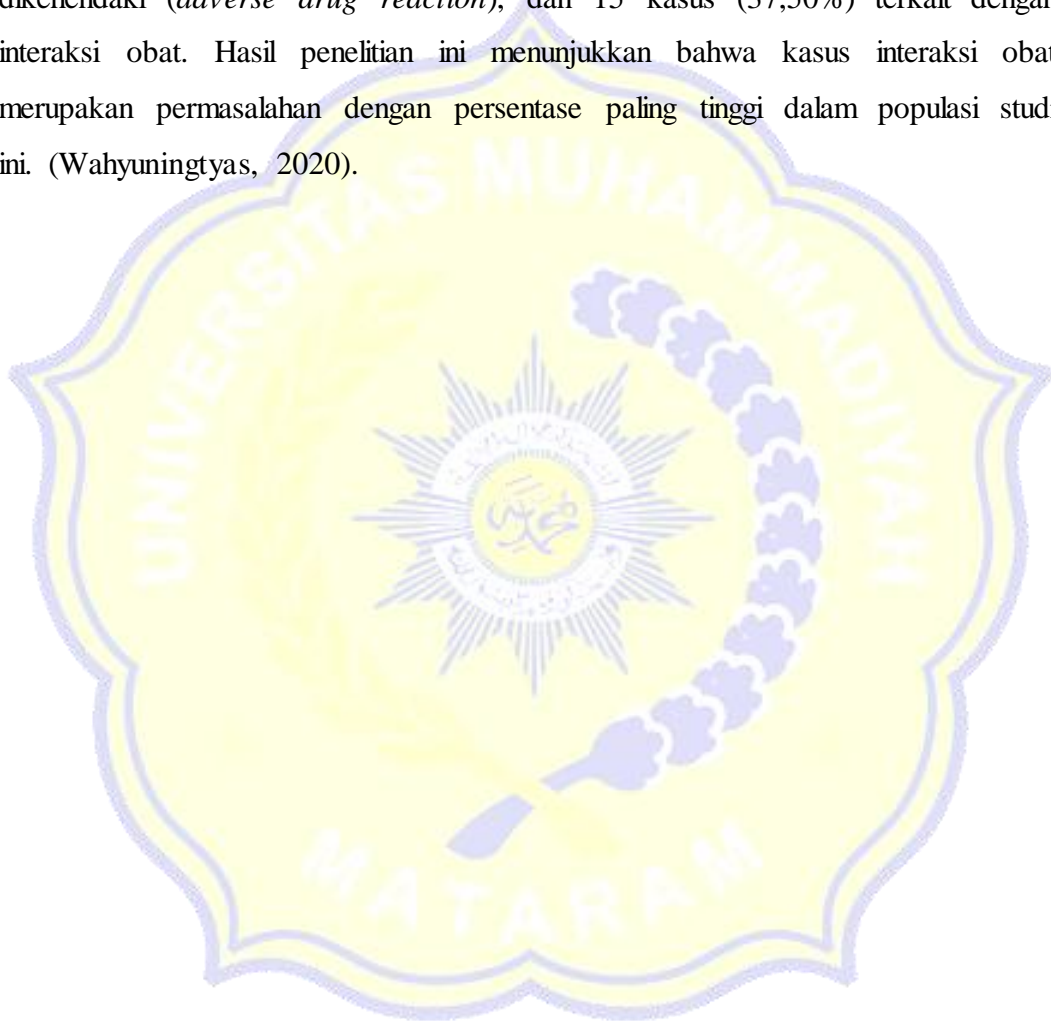 dikehendaki (adverse drug reaction), dan 15 kasus (37,50%) terkait dengan
interaksi obat. Hasil penelitian ini menunjukkan bahwa kasus interaksi obat
merupakan permasalahan dengan persentase paling tinggi dalam populasi studi
ini. (Wahyuningtyas, 2020).
UNIVERSITAS MUHAMMADIYAH
MATARAM